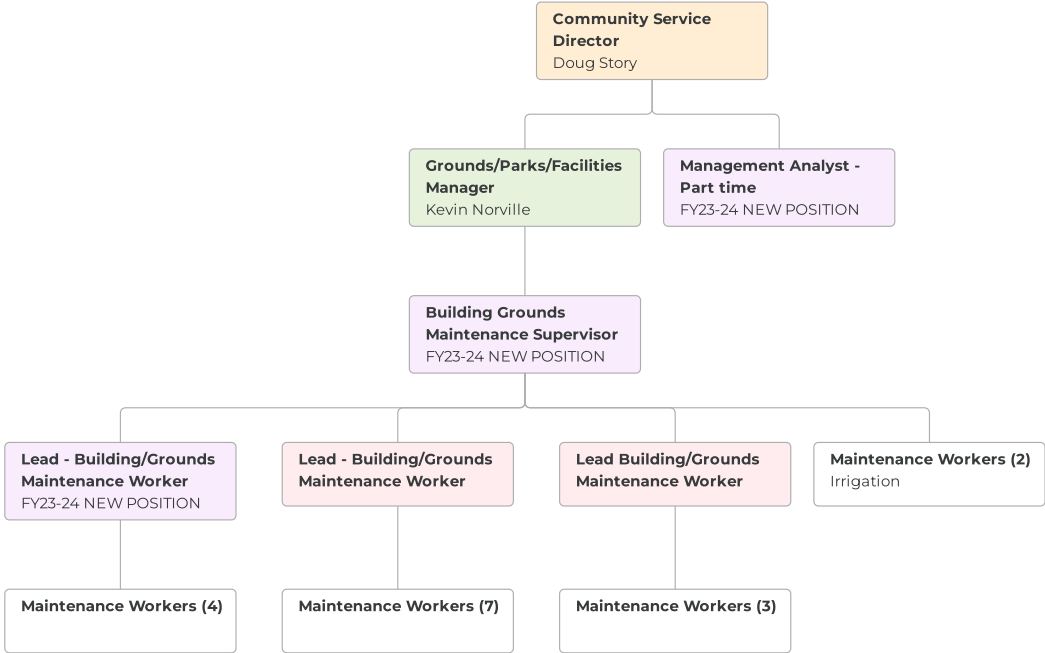 Community Service
Director
Doug Story
Grounds/Parks/Facilities
Manager
Kevin Norville
Management Analyst -
Part time
FY23-24 NEW POSITION
Building Grounds
Maintenance Supervisor
FY23-24 NEW POSITION
Lead - Building/Grounds
Maintenance Worker
FY23-24 NEW POSITION
Lead - Building/Grounds
Maintenance Worker
Lead Building/Grounds
Maintenance Worker
Maintenance Workers (2)
Irrigation
Maintenance Workers (4)
Maintenance Workers (7)
Maintenance Workers (3)